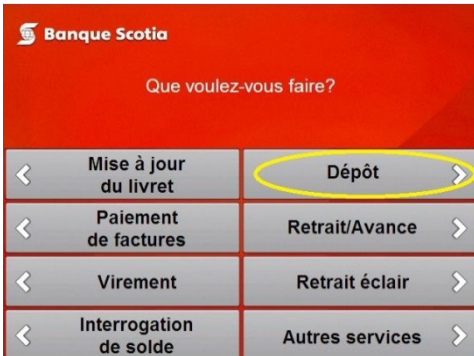 Banque Scotia
Que voulez-vous faire?
Mise à jour
du livret
Dépôt
Paiement
de factures
Retrait/Avance
Virement
Retrait éclair
Interrogation
de solde
Autres services